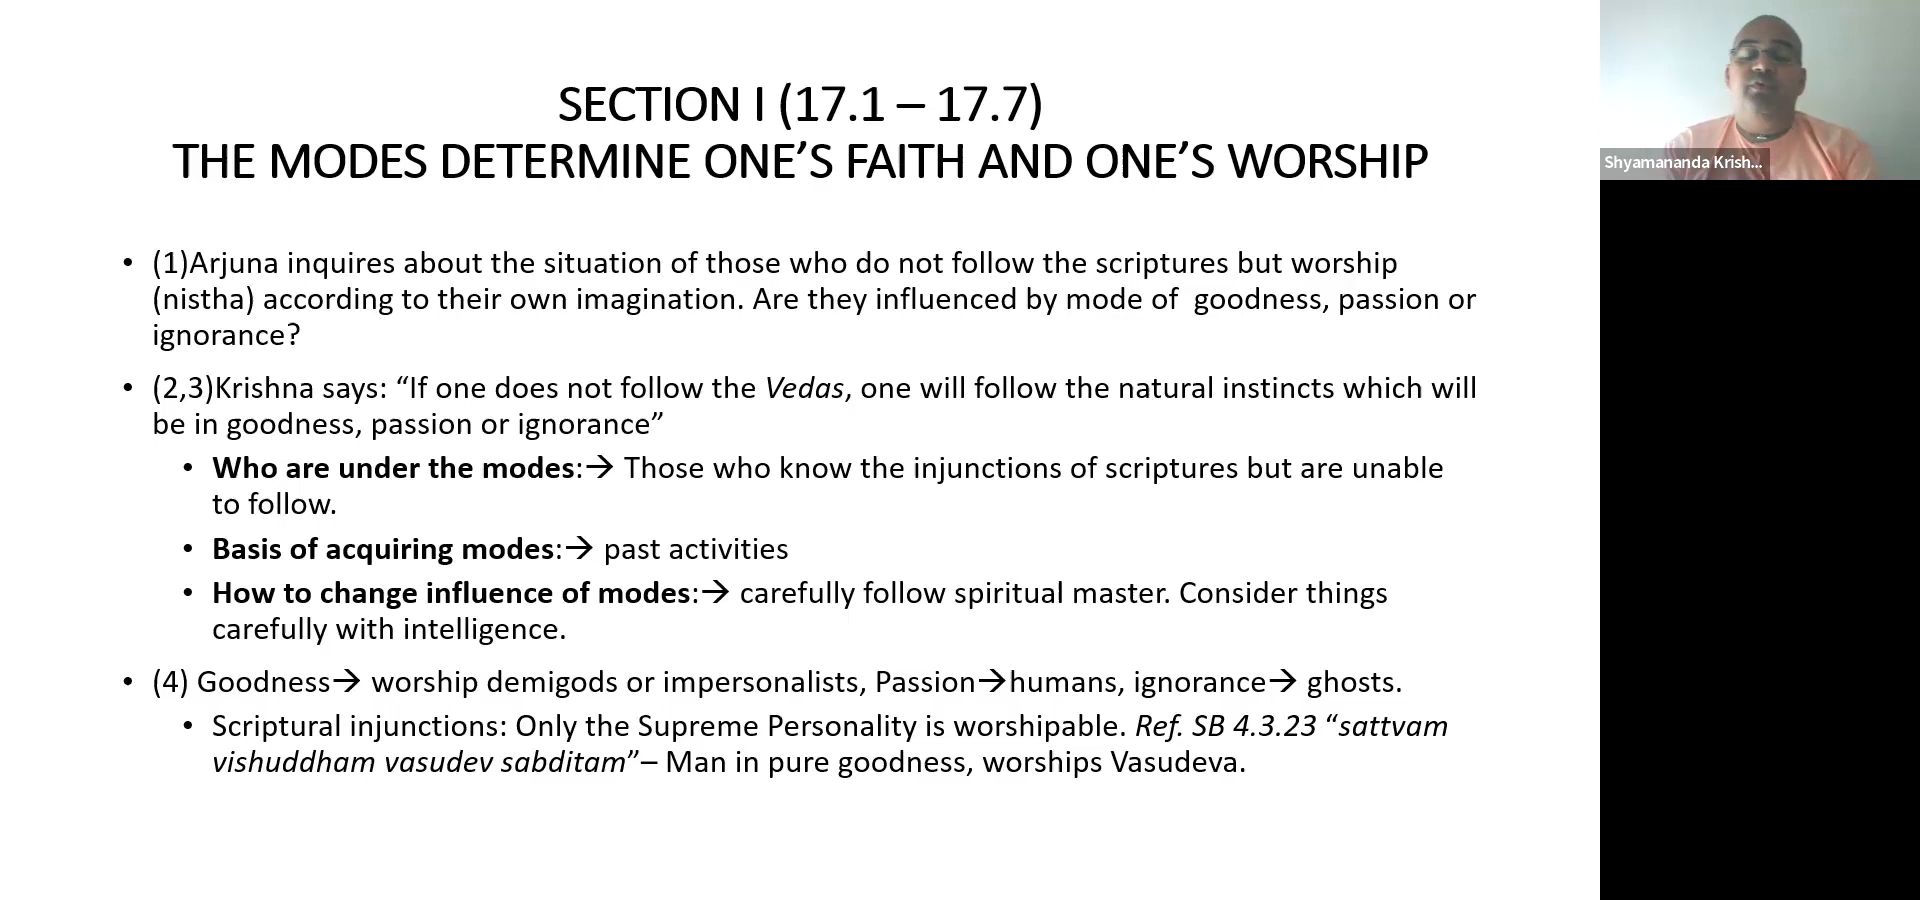 SECTION I (17.1 – 17.7)
THE MODES DETERMINE ONE’S FAITH AND ONE’S WORSHIP
• (1)Arjuna inquires about the situation of those who do not follow the scriptures but worship
(nistha) according to their own imagination. Are they influenced by mode of  goodness, passion or
ignorance?
• (2,3)Krishna says: “If one does not follow the Vedas, one will follow the natural instincts which will
be in goodness, passion or ignorance”
• Who are under the modes:→ Those who know the injunctions of scriptures but are unable
to follow.
• Basis of acquiring modes:→ past activities
• How to change influence of modes:→ carefully follow spiritual master. Consider things
carefully with intelligence.
• (4) Goodness→ worship demigods or impersonalists, Passion→humans, ignorance→ ghosts.
• Scriptural injunctions: Only the Supreme Personality is worshipable. Ref. SB 4.3.23 “sattvam
vishuddham vasudev sabditam”– Man in pure goodness, worships Vasudeva.
Shyamananda Krish...